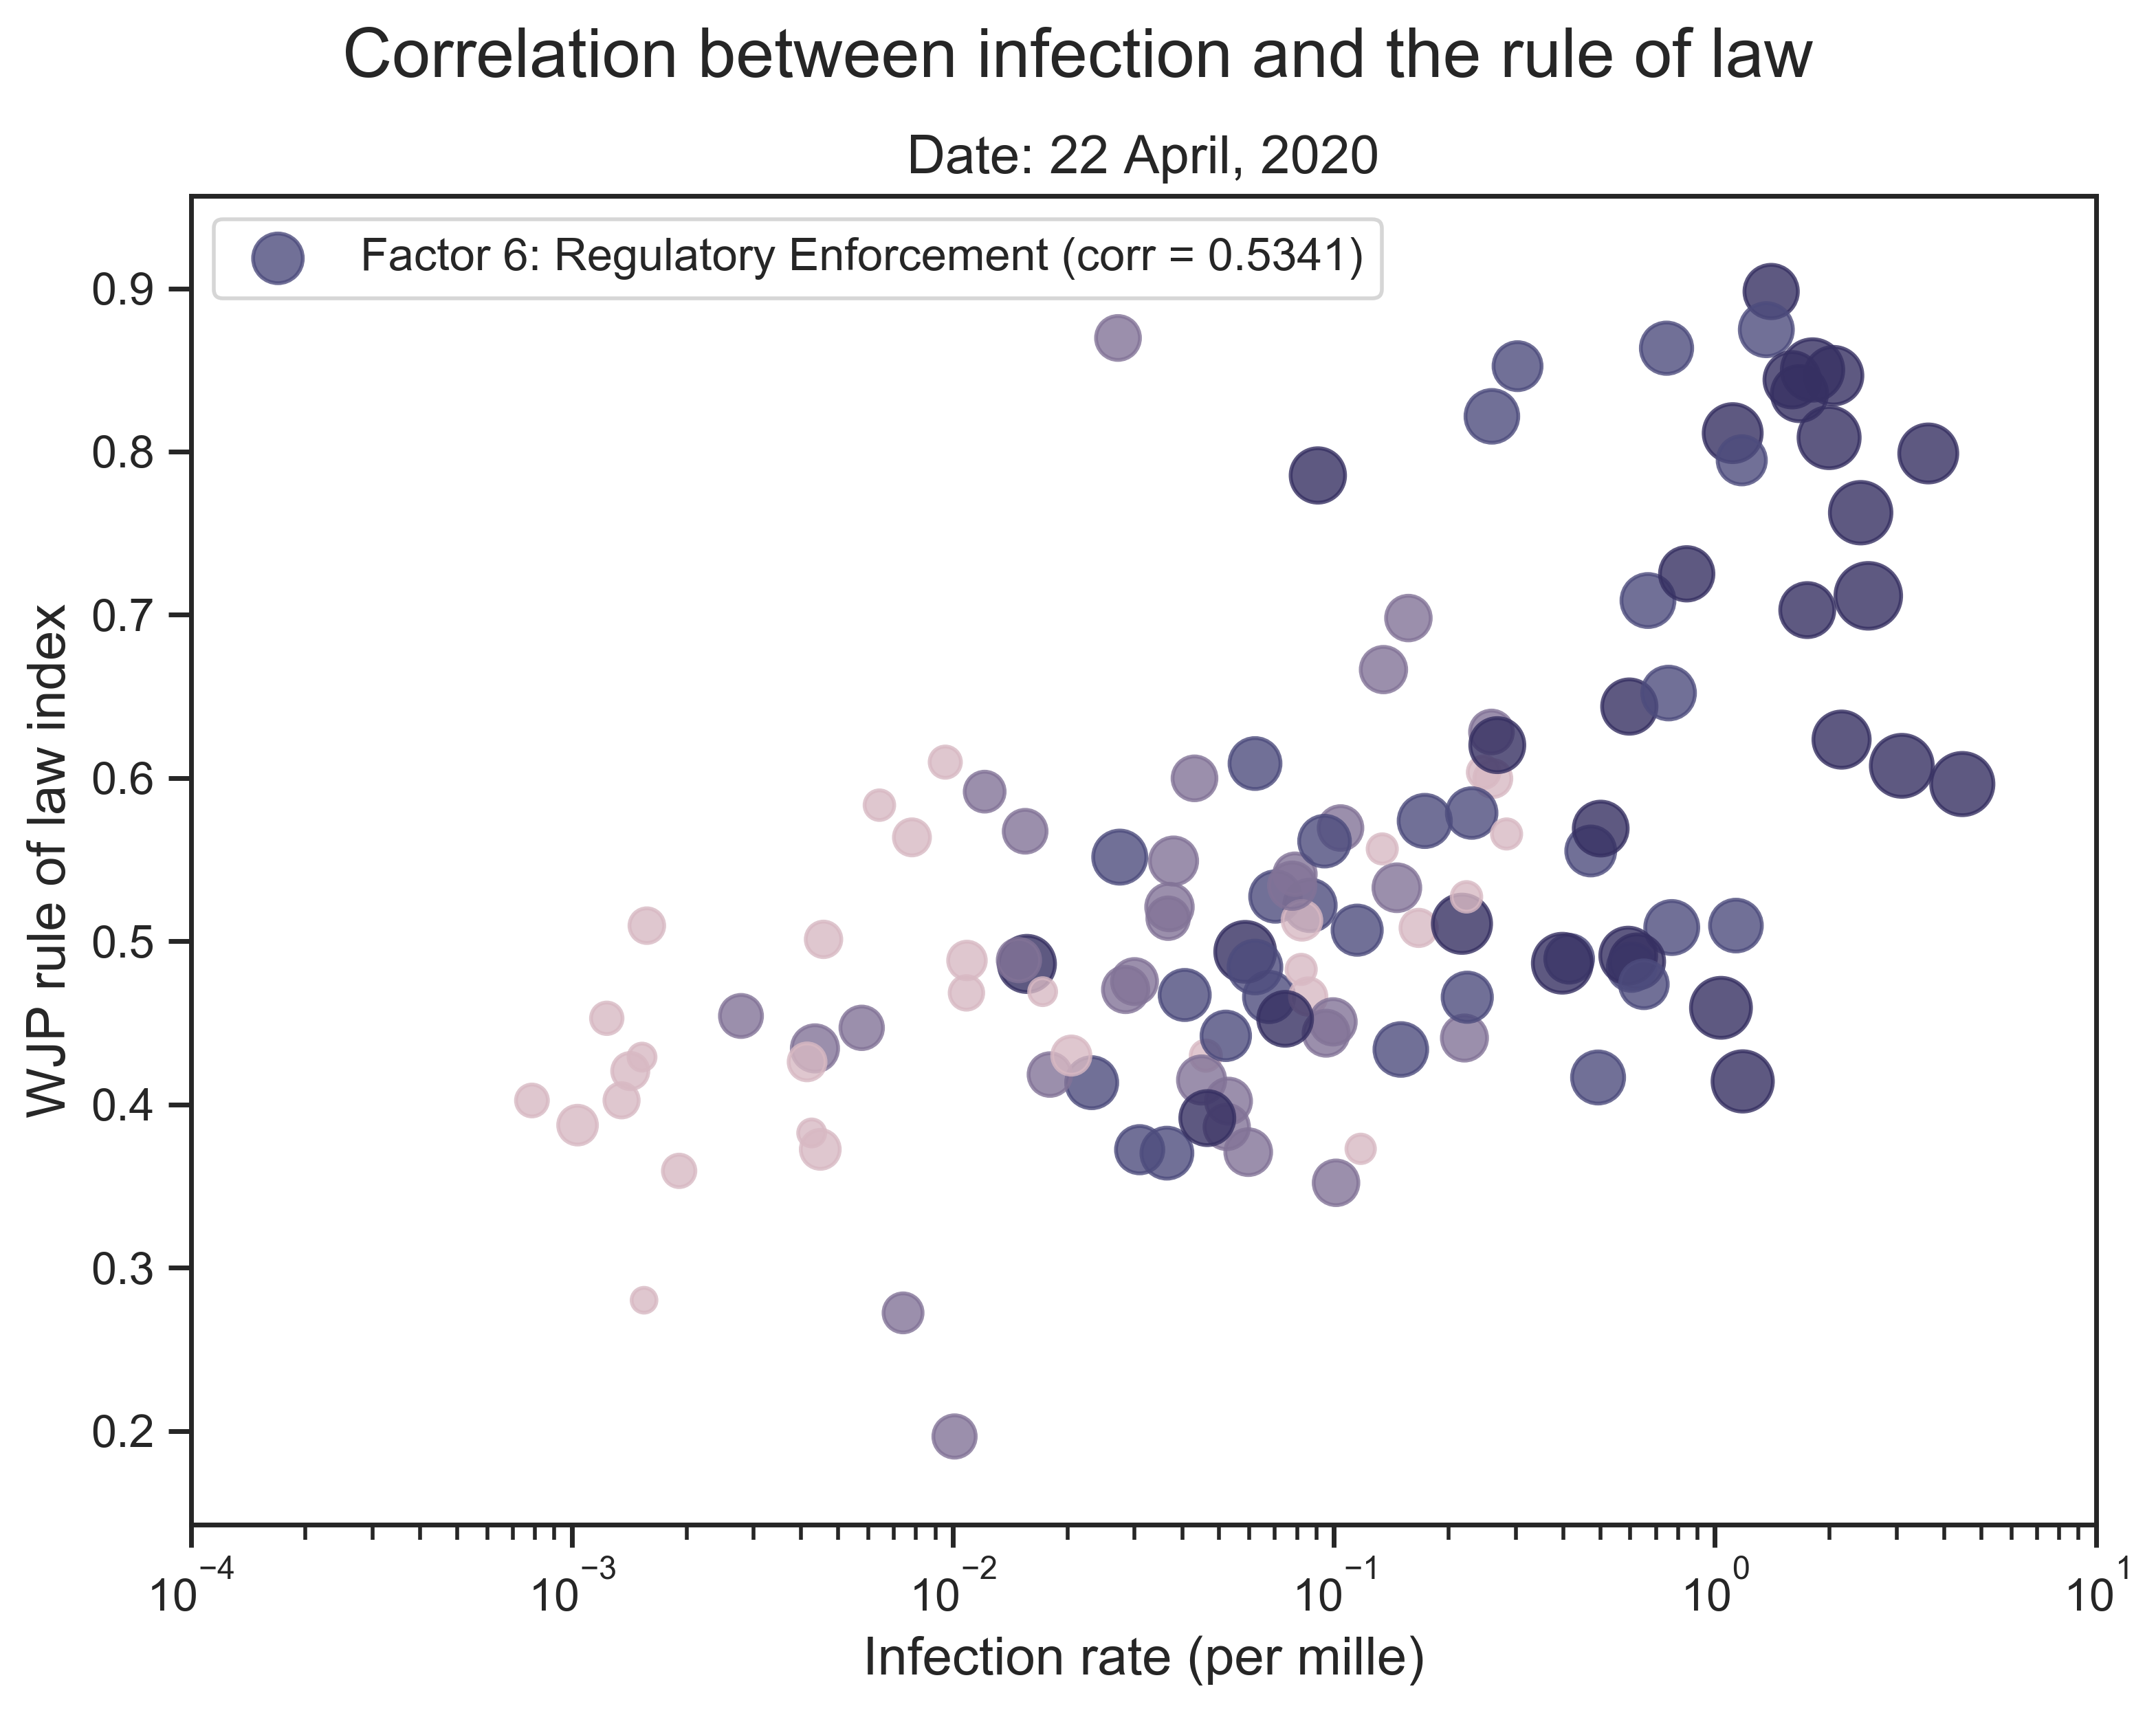 Correlation between infection and the rule of law
Date: 22 April, 2020
Factor 6: Regulatory Enforcement (corr = 0.5341)
0.9
0.8
0.7
0.6
0.5
0.4
0.3
0.2
WJP rule of law index
10⁻⁴ 10⁻³ 10⁻² 10⁻¹ 10⁰ 10¹
Infection rate (per mille)